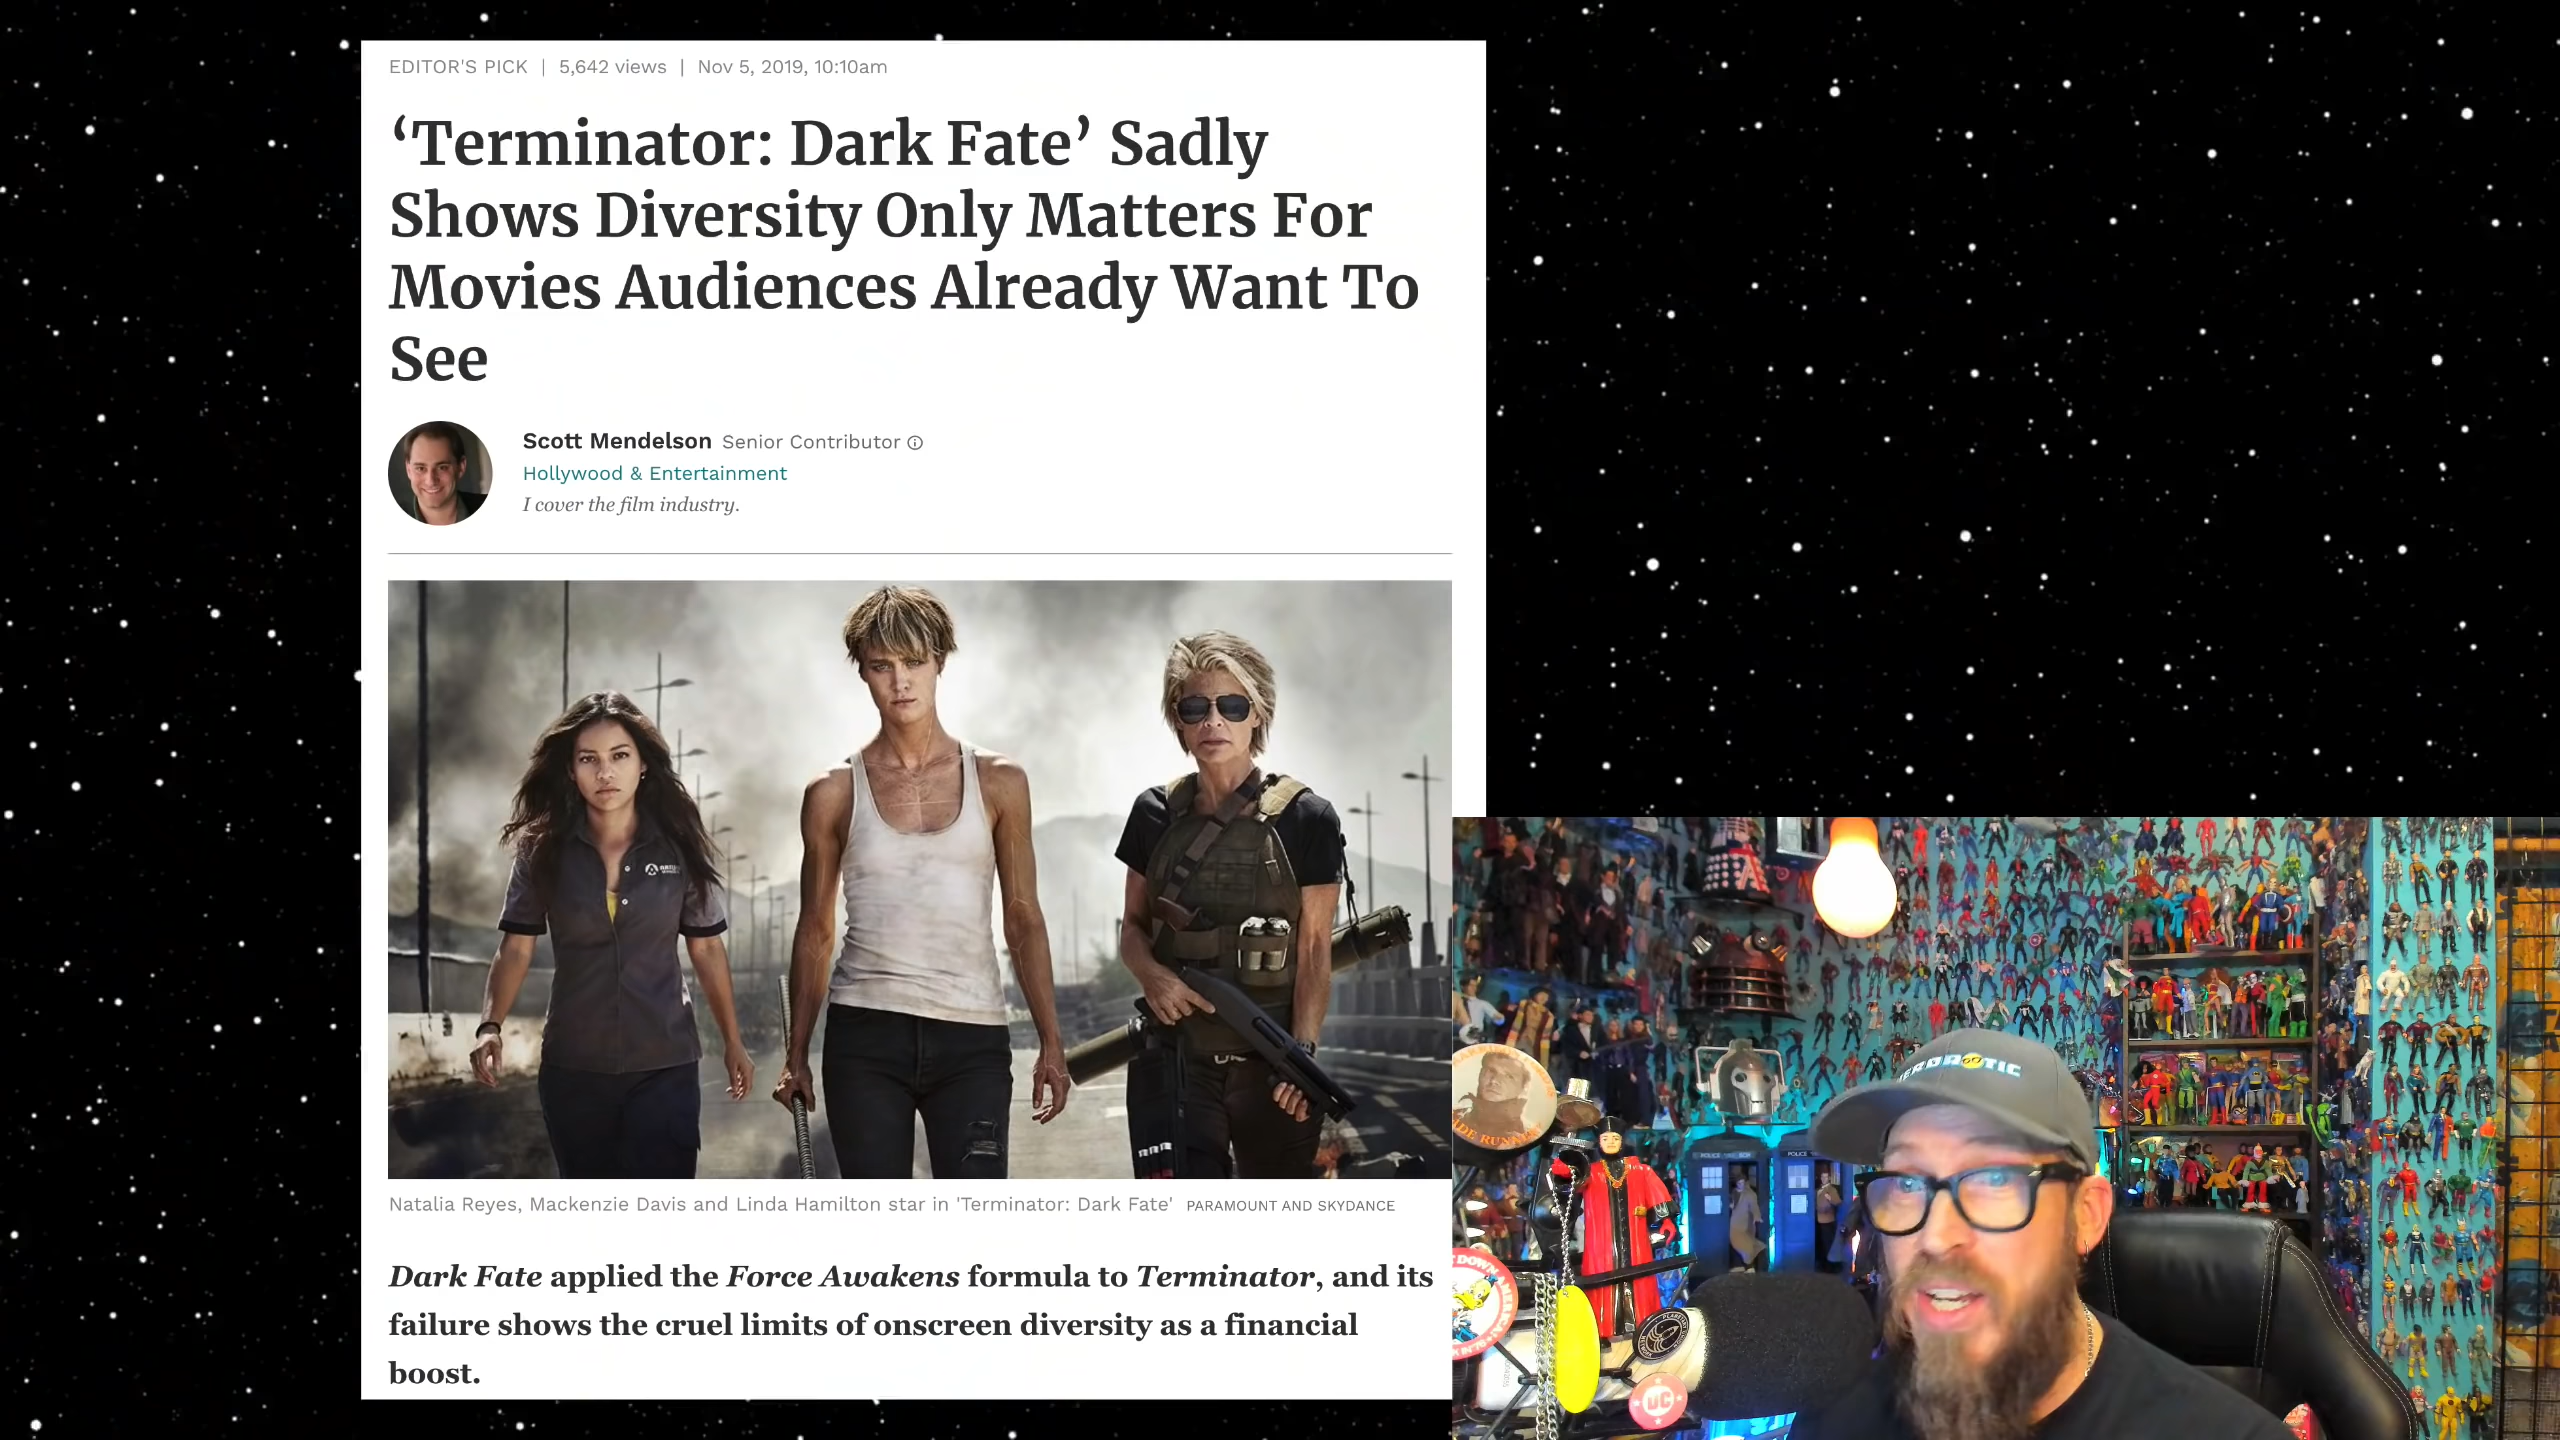 EDITOR'S PICK | 5,642 views | Nov 5, 2019, 10:10am
‘Terminator: Dark Fate’ Sadly
Shows Diversity Only Matters For
Movies Audiences Already Want To
See
Scott Mendelson Senior Contributor
Hollywood & Entertainment
I cover the film industry.
Natalia Reyes, Mackenzie Davis and Linda Hamilton star in 'Terminator: Dark Fate' PARAMOUNT AND SKYDANCE
Dark Fate applied the Force Awakens formula to Terminator, and its
failure shows the cruel limits of onscreen diversity as a financial
boost.
POLICE BOX
POLICE